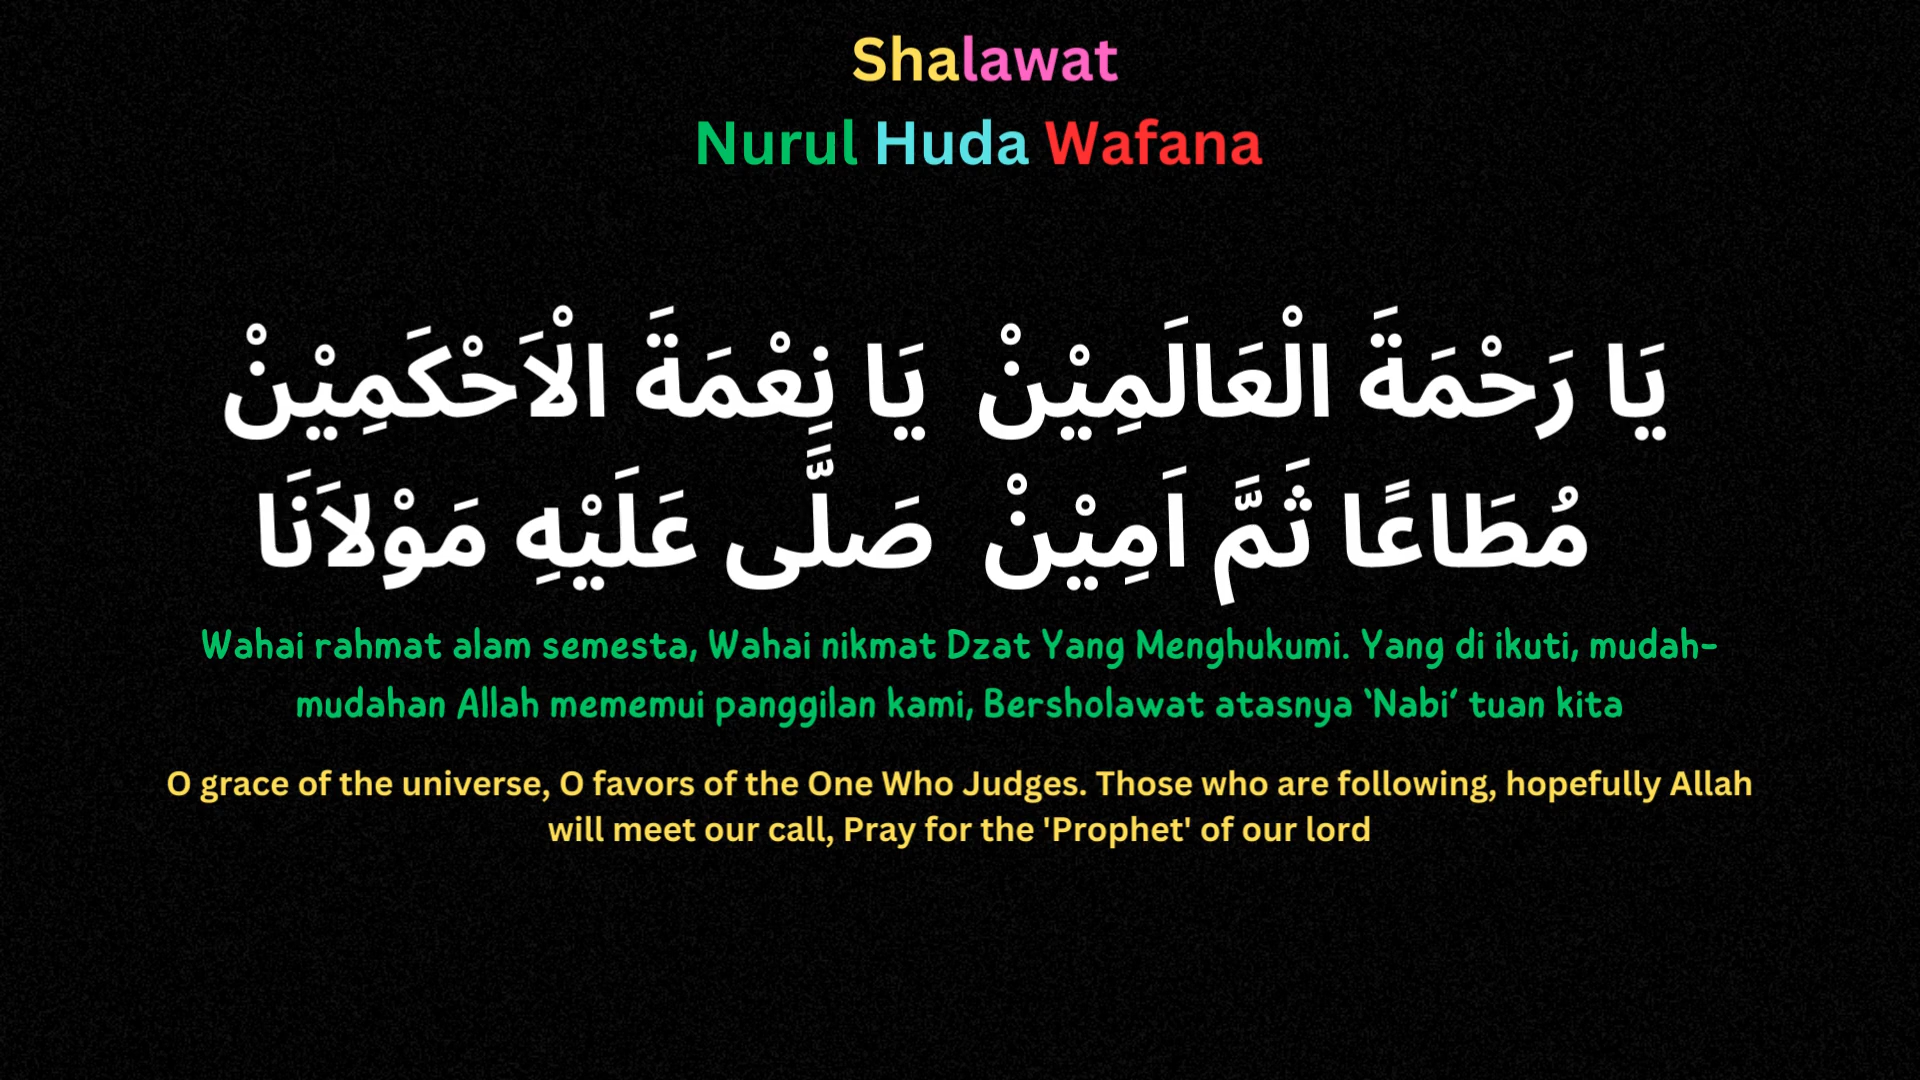 Shalawat
Nurul Huda Wafana
يَا رَحْمَةَ الْعَالَمِيْنْ يَا نِعْمَةَ الْاَحْكَمِيْنْ
مُطَاعًا ثَمَّ اَمِيْنْ صَلَّى عَلَيْهِ مَوْلاَنَا
Wahai rahmat alam semesta, Wahai nikmat Dzat Yang Menghukumi. Yang di ikuti, mudah-
mudahan Allah mememui panggilan kami, Bersholawat atasnya ‘Nabi’ tuan kita
O grace of the universe, O favors of the One Who Judges. Those who are following, hopefully Allah
will meet our call, Pray for the 'Prophet' of our lord